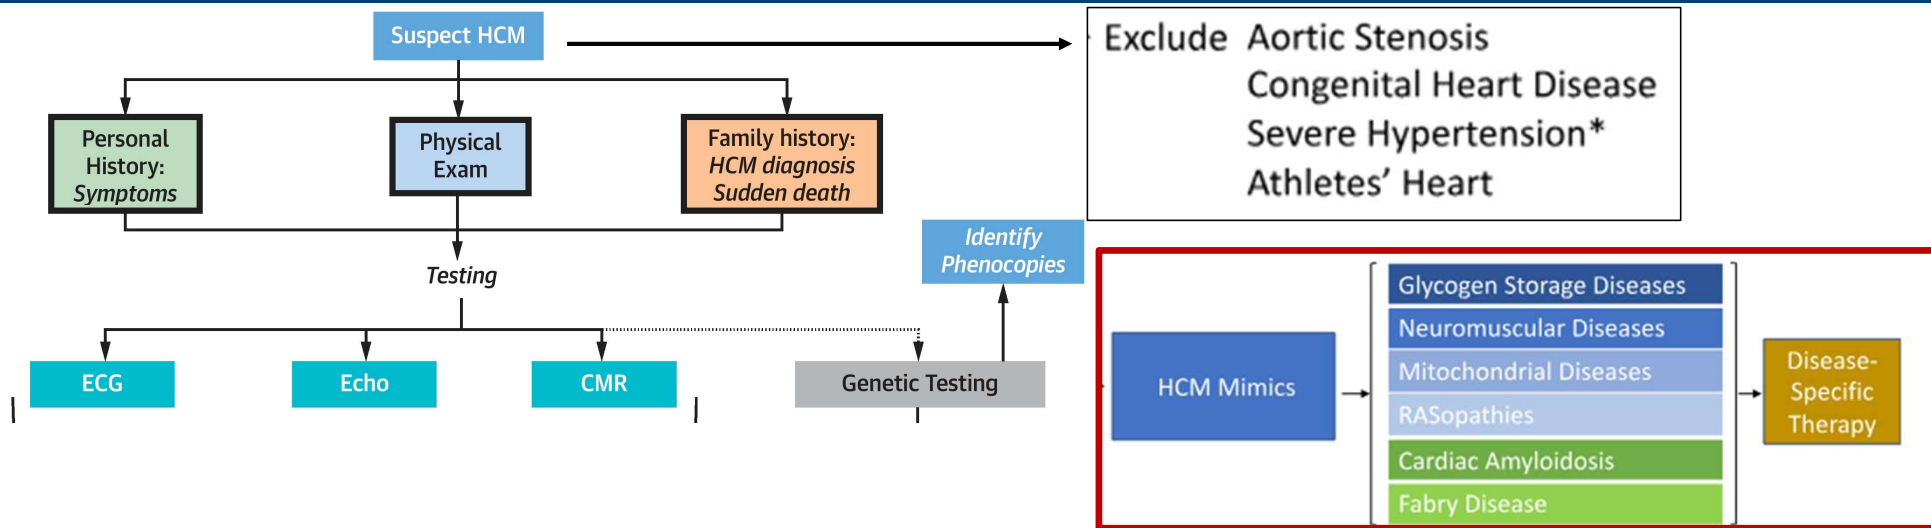 Suspect HCM
Exclude Aortic Stenosis
Congenital Heart Disease
Severe Hypertension*
Athletes' Heart
Personal
History:
Symptoms
Physical
Exam
Family history:
HCM diagnosis
Sudden death
Testing
Identify
Phenocopies
ECG
Echo
CMR
Genetic Testing
HCM Mimics
Glycogen Storage Diseases
Neuromuscular Diseases
Mitochondrial Diseases
RASopathies
Cardiac Amyloidosis
Fabry Disease
Disease-
Specific
Therapy